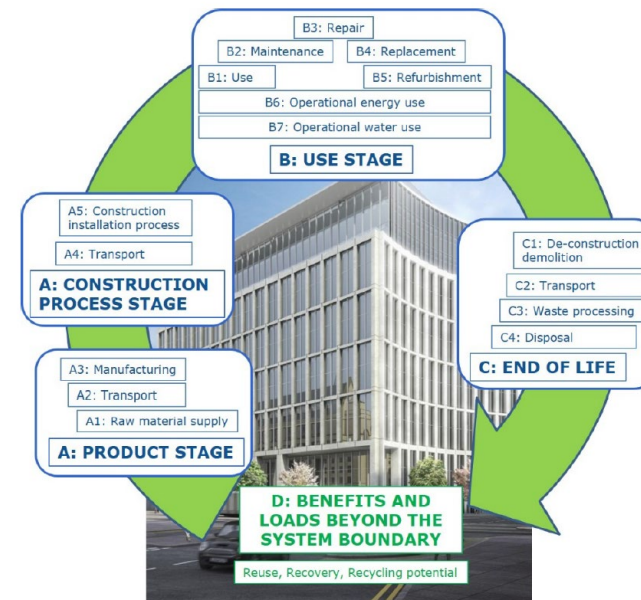 B3: Repair
B2: Maintenance
B4: Replacement
B1: Use
B5: Refurbishment
B6: Operational energy use
B7: Operational water use
B: USE STAGE
A5: Construction
installation process
A4: Transport
A: CONSTRUCTION
PROCESS STAGE
A3: Manufacturing
A2: Transport
A1: Raw material supply
A: PRODUCT STAGE
C1: De-construction
demolition
C2: Transport
C3: Waste processing
C4: Disposal
C: END OF LIFE
D: BENEFITS AND
LOADS BEYOND THE
SYSTEM BOUNDARY
Reuse, Recovery, Recycling potential